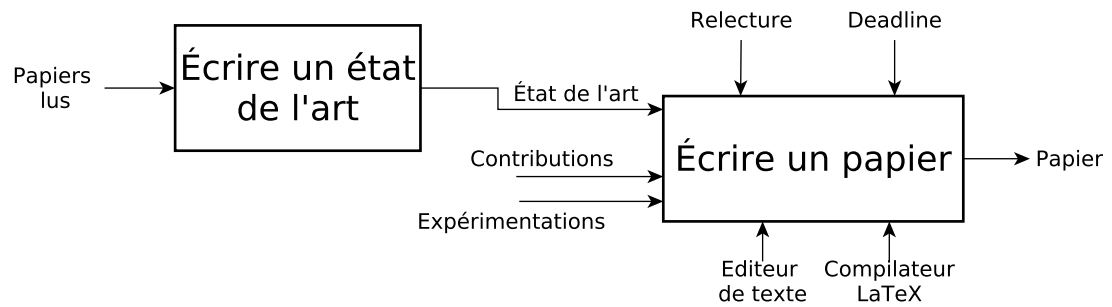 Relecture
Deadline
Papiers
lus
Écrire un état
de l'art
État de l'art
Contributions
Expérimentations
Écrire un papier
Papier
Editeur
de texte
Compilateur
LaTeX